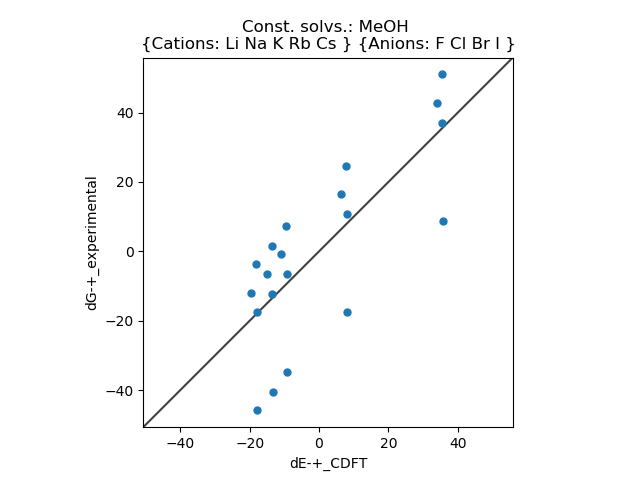 Const. solvs.: MeOH
{Cations: Li Na K Rb Cs } {Anions: F Cl Br I }
40
20
0
−20
−40
dG-+_experimental
−40
−20
0
20
40
dE-+_CDFT